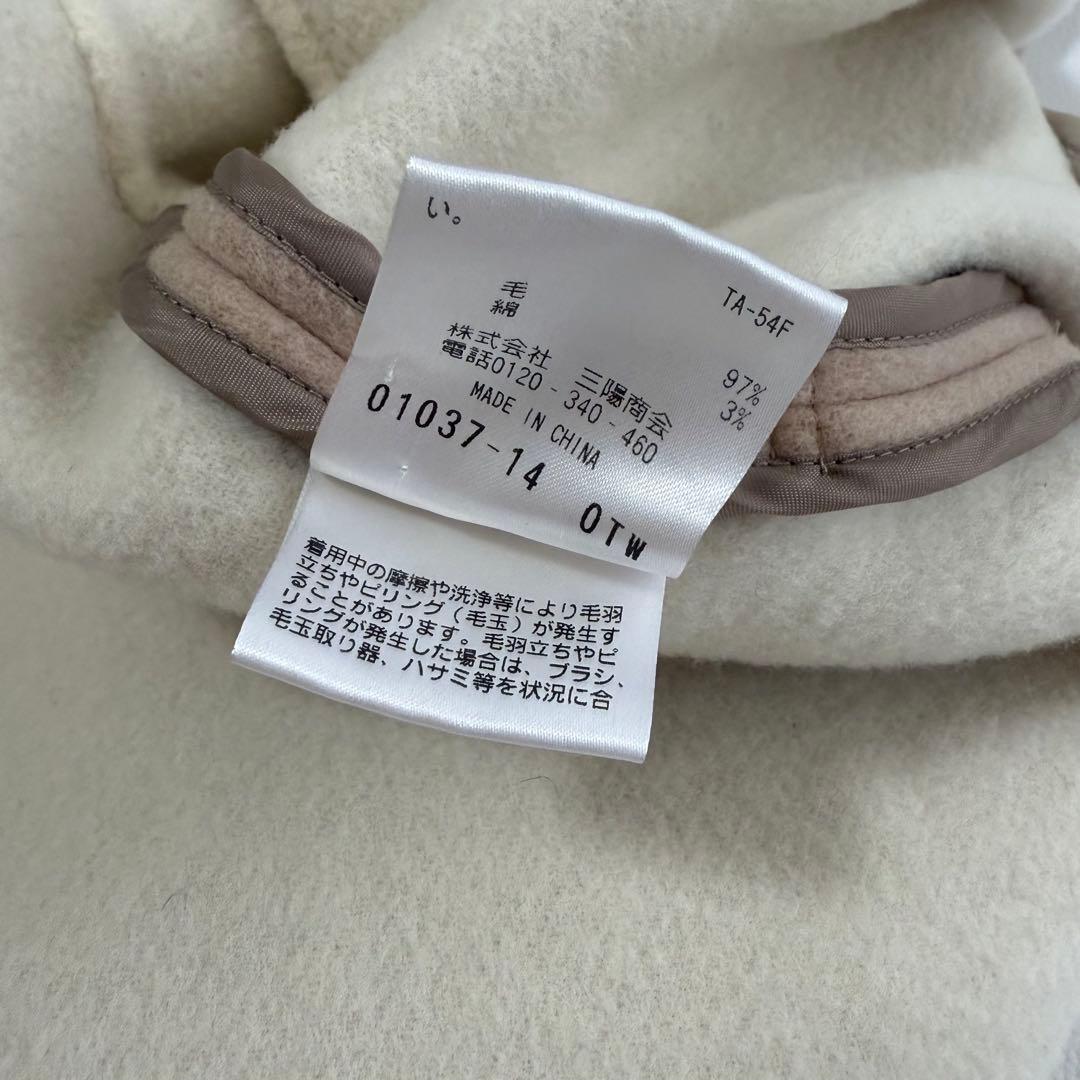 い。
TA-54F
毛 97%
綿 3%
株式会社 三陽商会
電話0120-340-460
MADE IN CHINA
01037-14 0TW
着用中の摩擦や洗浄等により毛羽
立ちやピリング(毛玉)が発生す
ることがあります。毛羽立ちやピ
リングが発生した場合は、ブラシ、
毛玉取り器、ハサミ等を状況に合